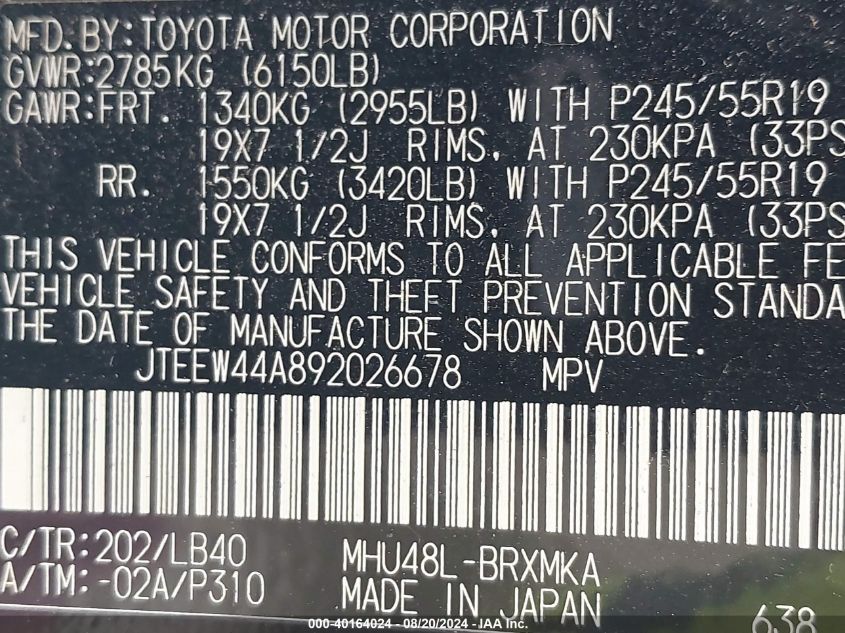 MFD. BY: TOYOTA MOTOR CORPORATION
GVWR: 2785KG (6150LB)
GAWR: FRT. 1340KG (2955LB) WITH P245/55R19
19X7 1/2J RIMS, AT 230KPA (33PS
RR. 1550KG (3420LB) WITH P245/55R19
19X7 1/2J RIMS, AT 230KPA (33PS
THIS VEHICLE CONFORMS TO ALL APPLICABLE FE
VEHICLE SAFETY AND THEFT PREVENTION STANDA
THE DATE OF MANUFACTURE SHOWN ABOVE.
JTEEW44A892026678 MPV
C/TR: 202/LB40 MHU48L-BRXMKA
A/TM: -02A/P310 MADE IN JAPAN 638
000-40164024 - 08/20/2024 - IAA Inc.